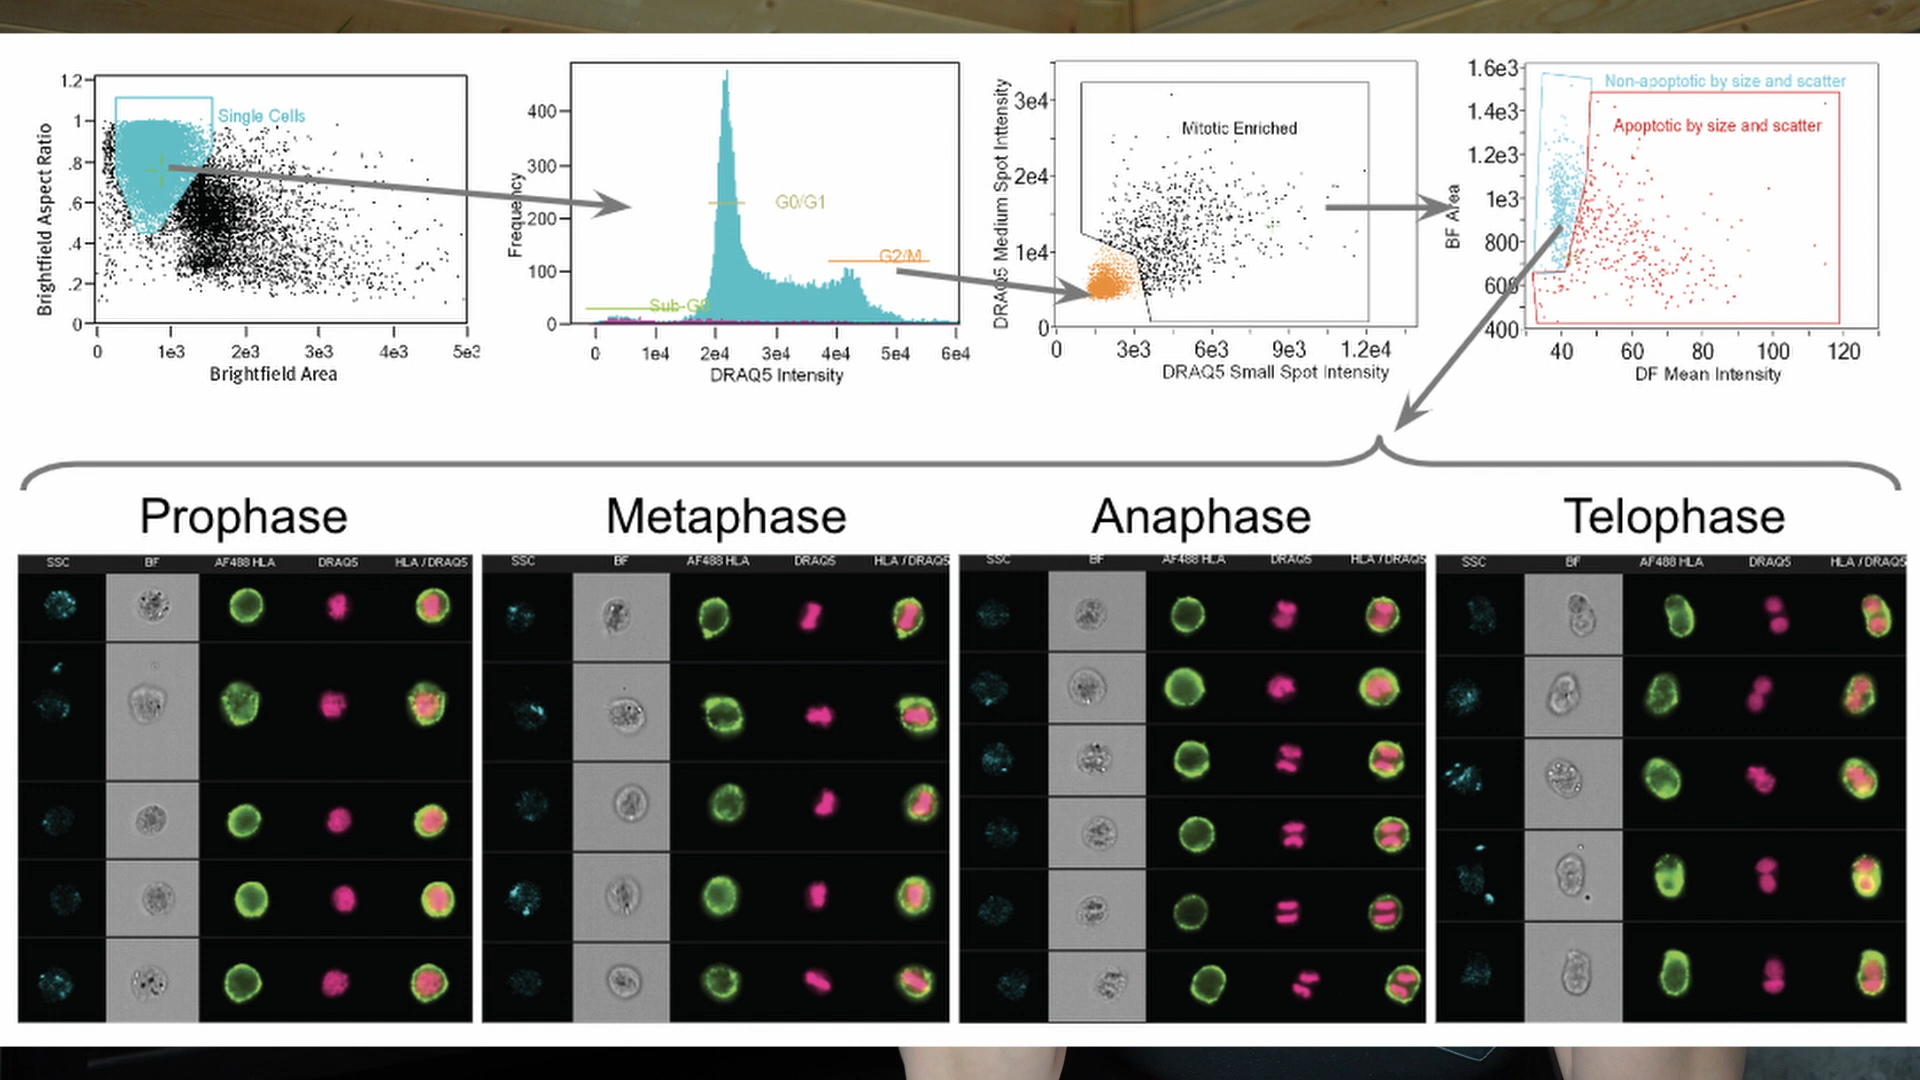 1.2
1
.8
.6
.4
.2
0
0 1e3 2e3 3e3 4e3 5e3
Brightfield Area
Brightfield Aspect Ratio
Single Cells
400
300
200
100
0
0 1e4 2e4 3e4 4e4 5e4 6e4
DRAQ5 Intensity
Frequency
G0/G1
G2/M
Sub-G0
3e4
2e4
1e4
0
0 3e3 6e3 9e3 1.2e4
DRAQ5 Small Spot Intensity
DRAQ5 Medium Spot Inttensity
Mitotic Enriched
1.6e3
1.4e3
1.2e3
1e3
800
600
400
40 60 80 100 120
DF Mean Intensity
BF Area
Non-apoptotic by size and scatter
Apoptotic by size and scatter
Prophase
Metaphase
Anaphase
Telophase
SSC BF AF488 HLA DRAQ5 HLA / DRAQ5
SSC BF AF488 HLA DRAQ5 HLA / DRAQ5
SSC BF AF488 HLA DRAQ5 HLA / DRAQ5
SSC BF AF488 HLA DRAQ5 HLA / DRAQ5